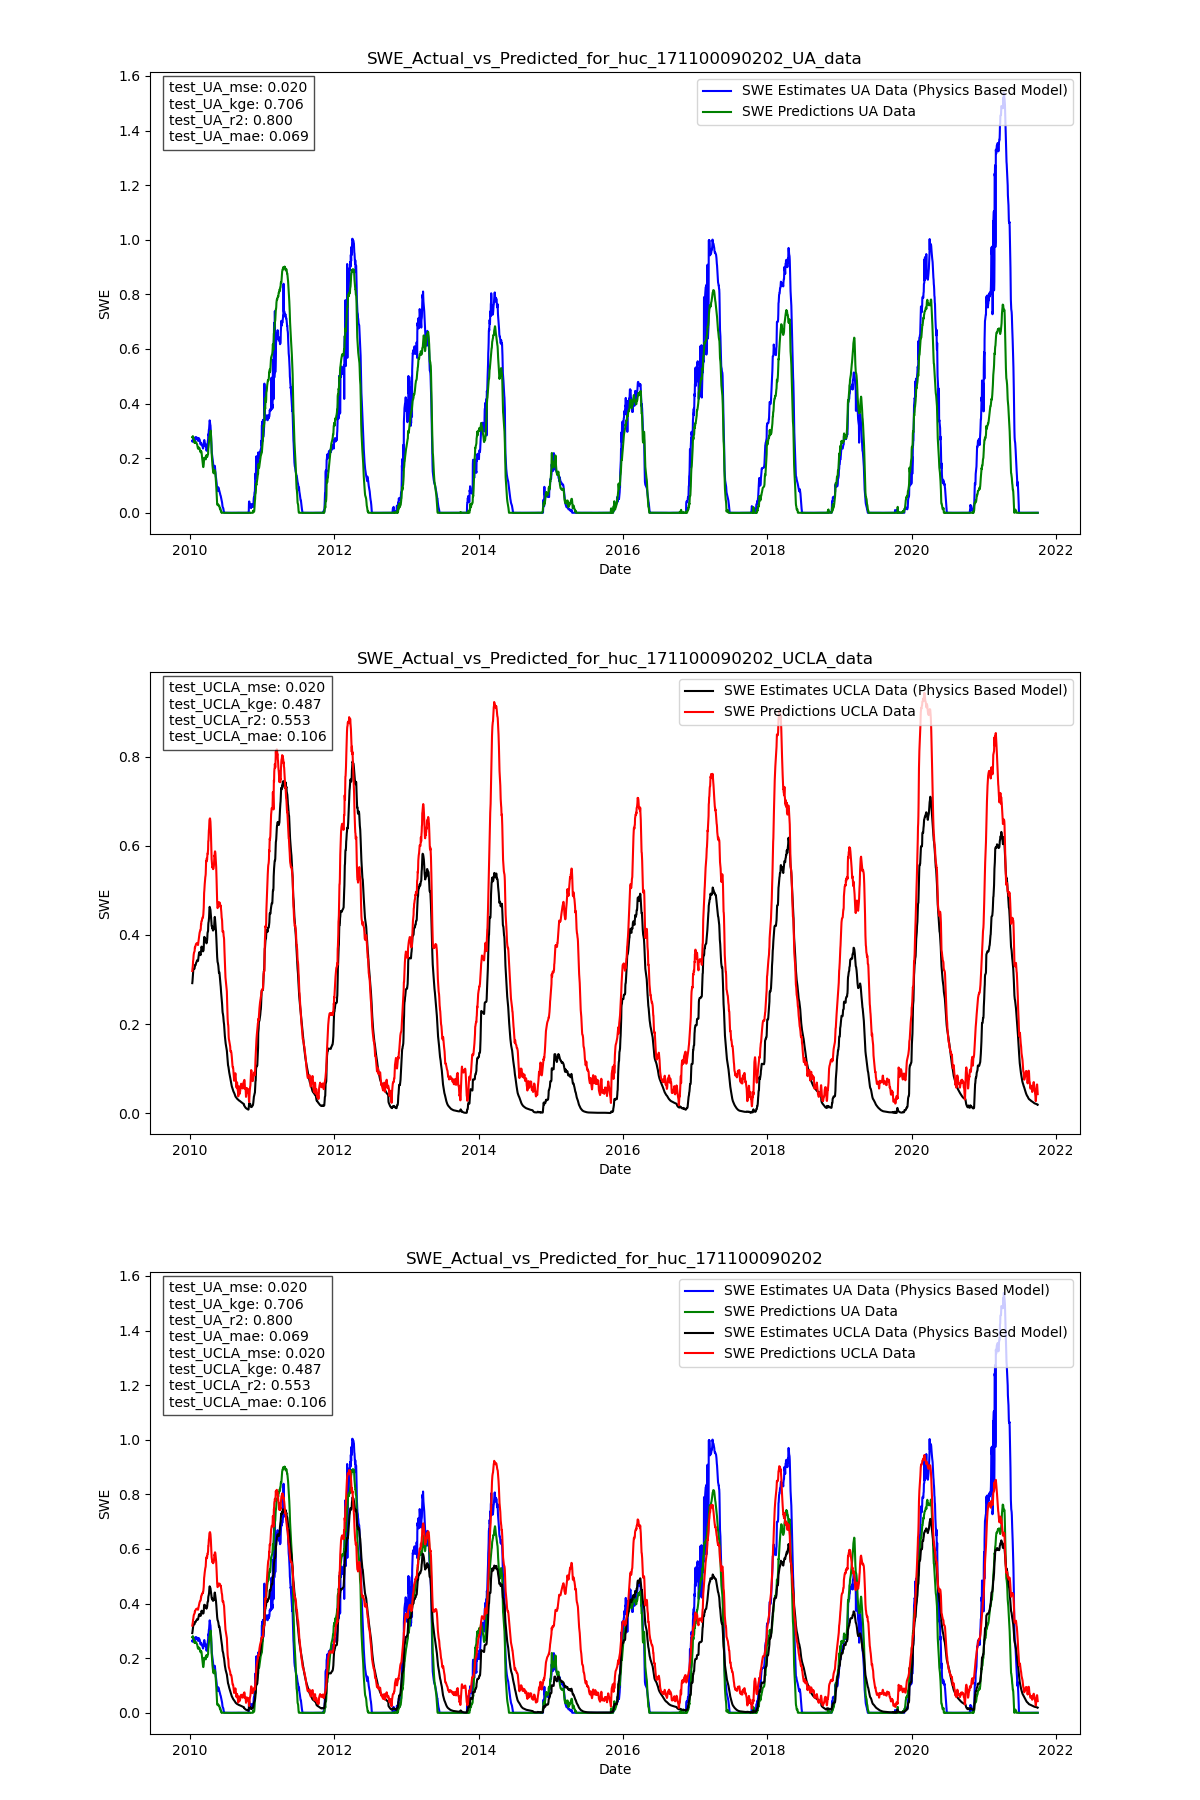 SWE_Actual_vs_Predicted_for_huc_171100090202_UA_data
test_UA_mse: 0.020
test_UA_kge: 0.706
test_UA_r2: 0.800
test_UA_mae: 0.069
SWE Estimates UA Data (Physics Based Model)
SWE Predictions UA Data
1.6
1.4
1.2
1.0
0.8
0.6
0.4
0.2
0.0
SWE
2010 2012 2014 2016 2018 2020 2022
Date
SWE_Actual_vs_Predicted_for_huc_171100090202_UCLA_data
test_UCLA_mse: 0.020
test_UCLA_kge: 0.487
test_UCLA_r2: 0.553
test_UCLA_mae: 0.106
SWE Estimates UCLA Data (Physics Based Model)
SWE Predictions UCLA Data
0.8
0.6
0.4
0.2
0.0
SWE
2010 2012 2014 2016 2018 2020 2022
Date
SWE_Actual_vs_Predicted_for_huc_171100090202
test_UA_mse: 0.020
test_UA_kge: 0.706
test_UA_r2: 0.800
test_UA_mae: 0.069
test_UCLA_mse: 0.020
test_UCLA_kge: 0.487
test_UCLA_r2: 0.553
test_UCLA_mae: 0.106
SWE Estimates UA Data (Physics Based Model)
SWE Predictions UA Data
SWE Estimates UCLA Data (Physics Based Model)
SWE Predictions UCLA Data
1.6
1.4
1.2
1.0
0.8
0.6
0.4
0.2
0.0
SWE
2010 2012 2014 2016 2018 2020 2022
Date